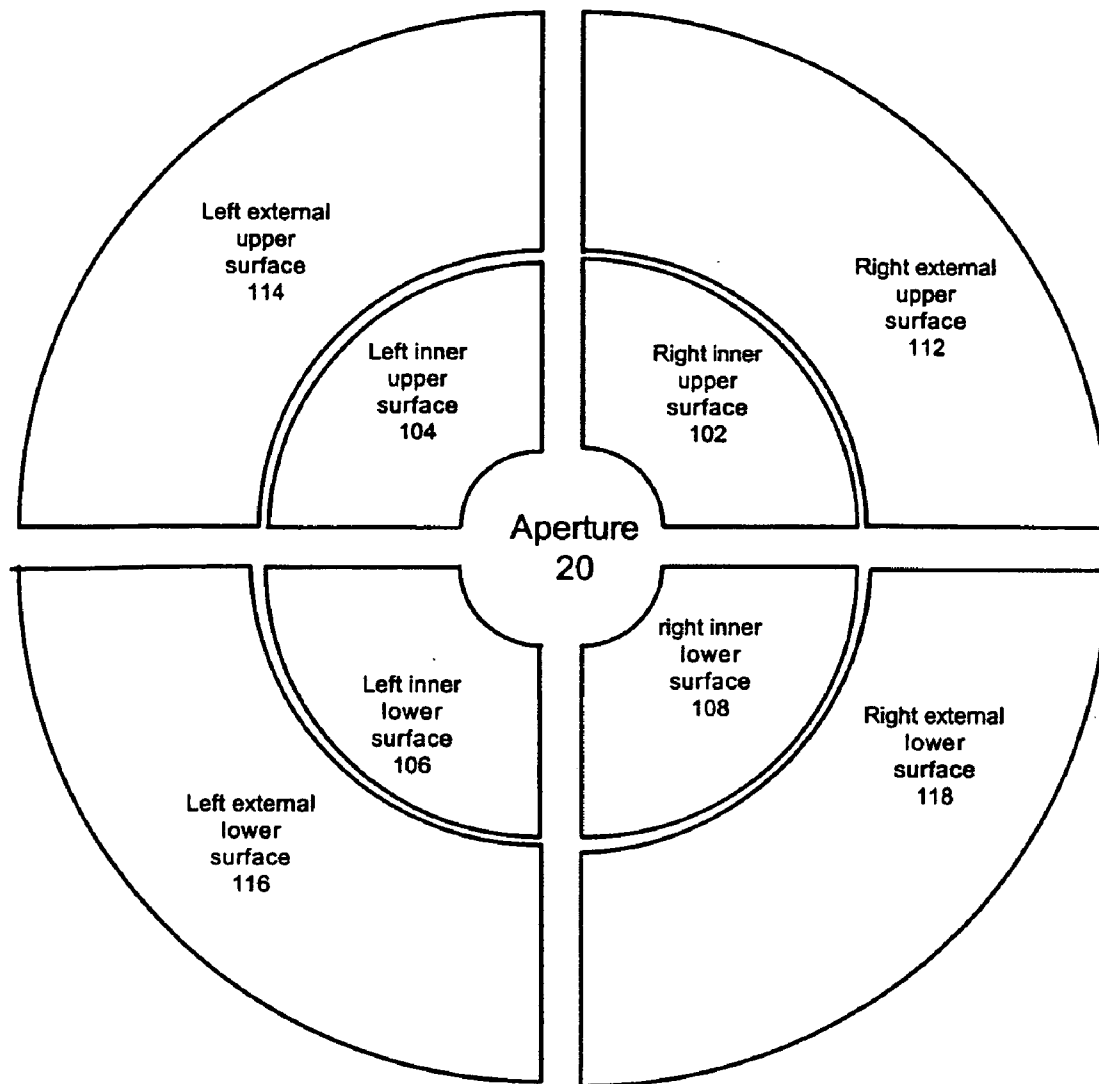 Left external
upper
surface
114
Right external
upper
surface
112
Left inner
upper
surface
104
Right inner
upper
surface
102
Aperture
20
right inner
lower
surface
108
Left inner
lower
surface
106
Right external
lower
surface
118
Left external
lower
surface
116